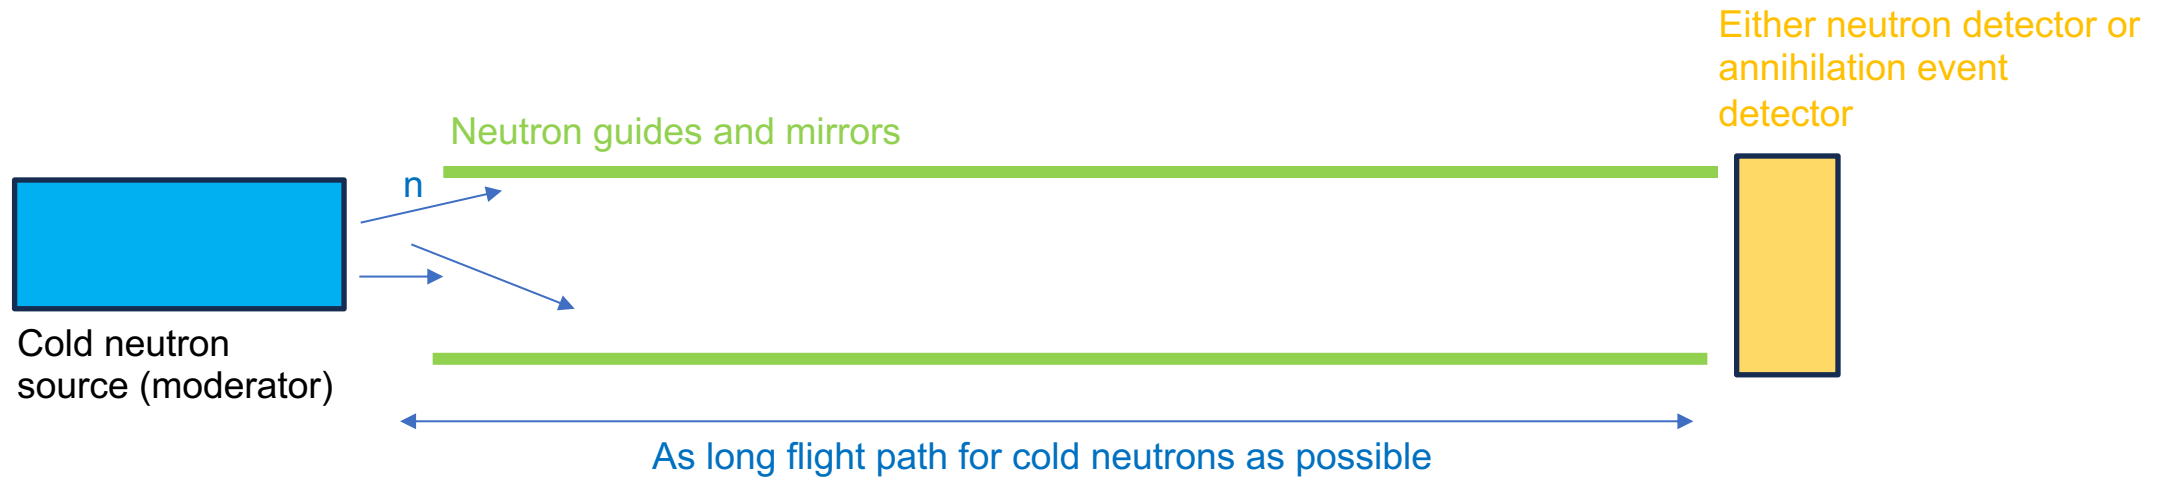 Either neutron detector or
annihilation event
detector
Neutron guides and mirrors
n
Cold neutron
source (moderator)
As long flight path for cold neutrons as possible